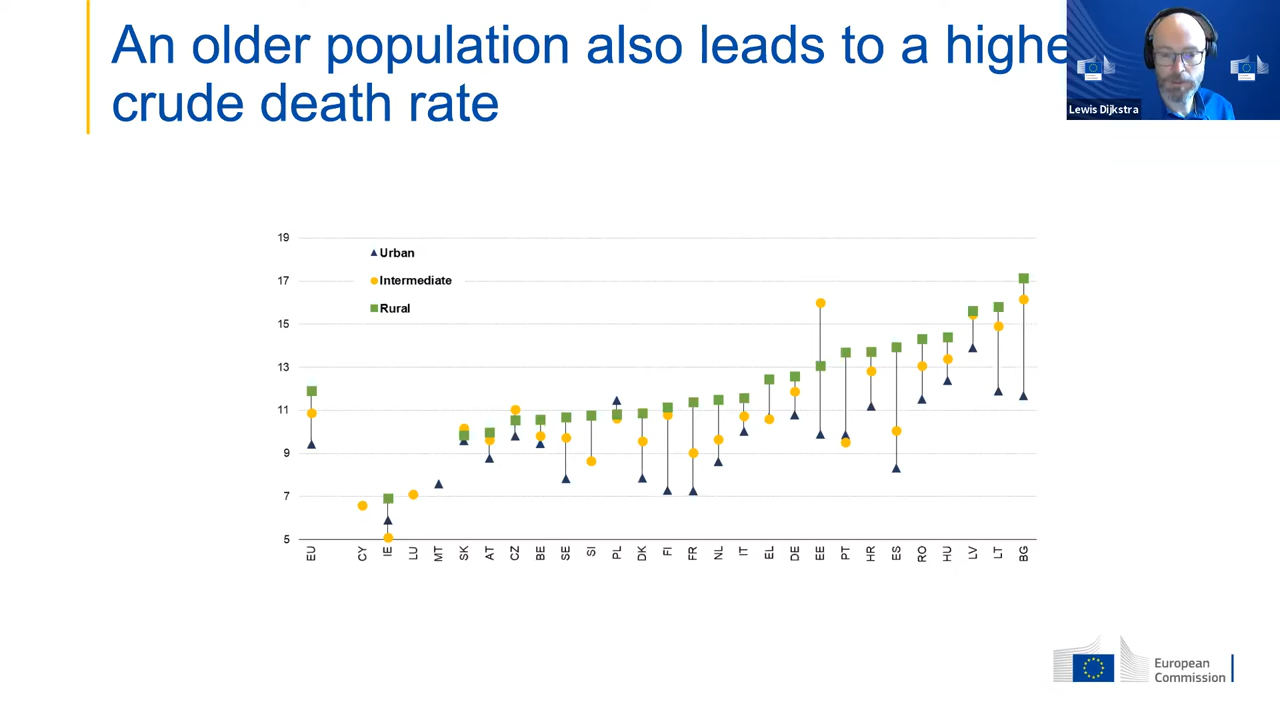 An older population also leads to a highe
crude death rate
Lewis Dijkstra
19
17
15
13
11
9
7
5
Urban
Intermediate
Rural
EU
CY
IE
LU
MT
SK
AT
CZ
BE
SE
SI
PL
DK
FI
FR
NL
IT
EL
DE
EE
PT
HR
ES
RO
HU
LV
LT
BG
European
Commission